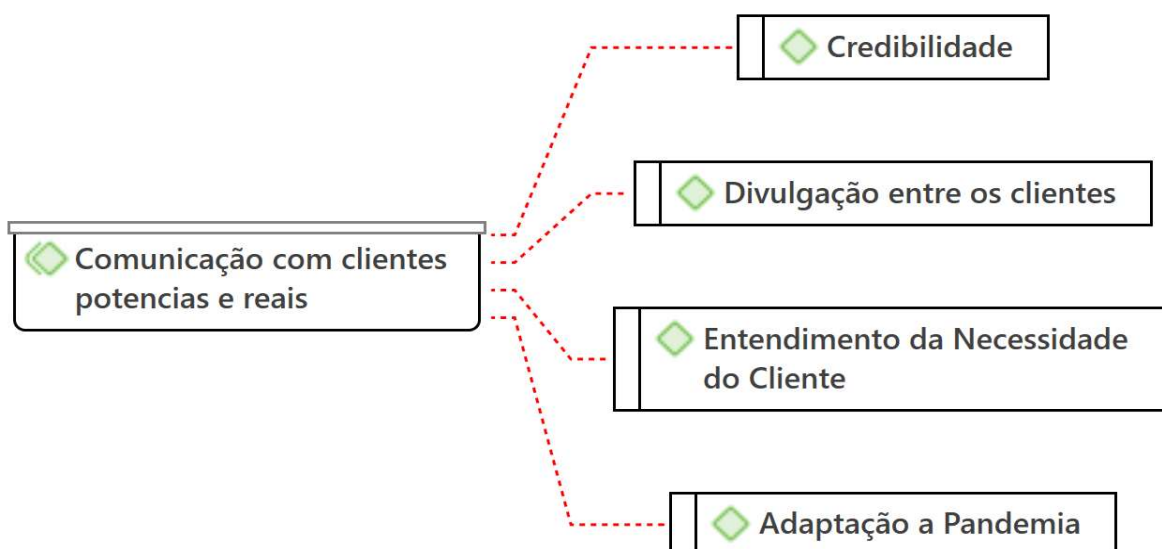 Credibilidade
Divulgação entre os clientes
Comunicação com clientes
potencias e reais
Entendimento da Necessidade
do Cliente
Adaptação a Pandemia